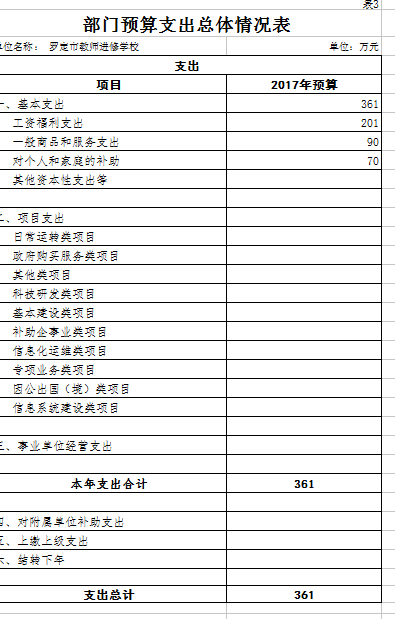 表3
部门预算支出总体情况表
单位名称： 罗定市教师进修学校 单位：万元
支出
项目 2017年预算
一、基本支出 361
工资福利支出 201
一般商品和服务支出 90
对个人和家庭的补助 70
其他资本性支出等
二、项目支出
日常运转类项目
政府购买服务类项目
其他类项目
科技研发类项目
基本建设类项目
补助企事业类项目
信息化运维类项目
专项业务类项目
因公出国（境）类项目
信息系统建设类项目
三、事业单位经营支出
本年支出合计 361
四、对附属单位补助支出
五、上缴上级支出
六、结转下年
支出总计 361